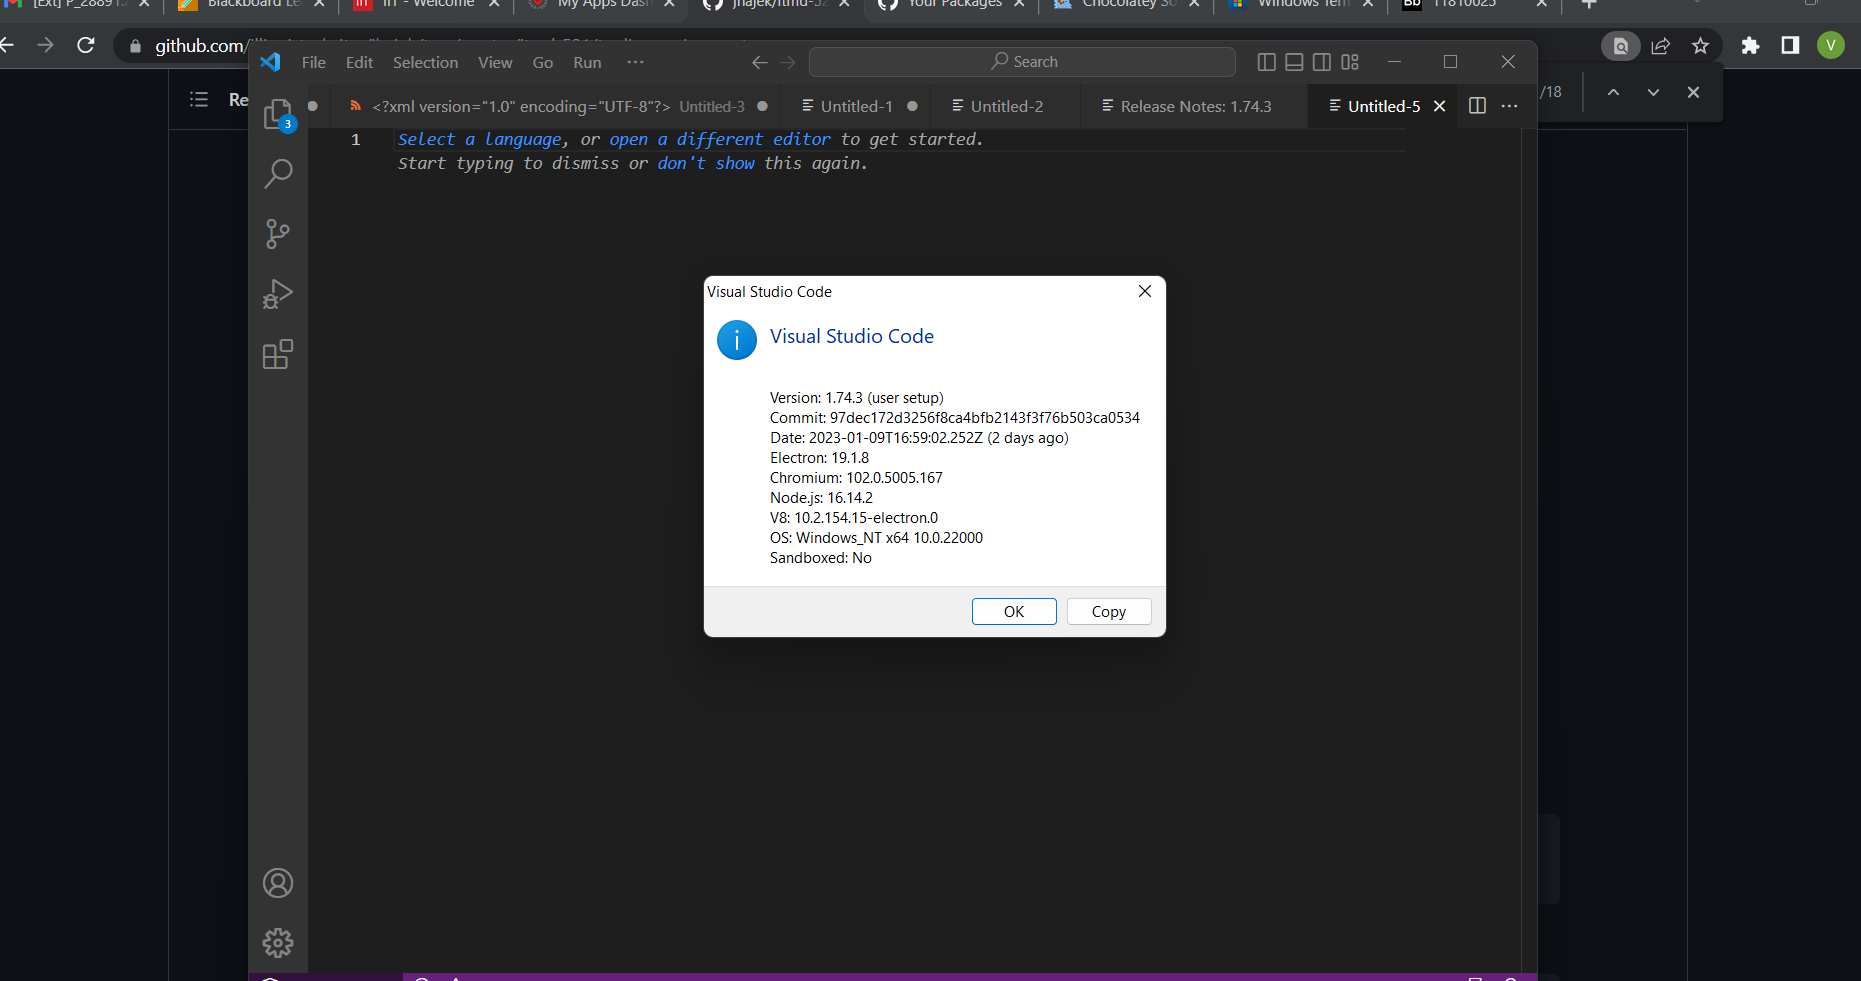 [Ext] P_28891
Blackboard Le
IIT - Welcome
My Apps Dash
jhajek/itmd-52
Your Packages
Chocolatey So
Windows Term
11810025
github.com/
V
File Edit Selection View Go Run ···
Search
Re
3
<?xml version="1.0" encoding="UTF-8"?> Untitled-3
Untitled-1
Untitled-2
Release Notes: 1.74.3
Untitled-5
/18
1
Select a language, or open a different editor to get started.
Start typing to dismiss or don't show this again.
Visual Studio Code
Visual Studio Code
Version: 1.74.3 (user setup)
Commit: 97dec172d3256f8ca4bfb2143f3f76b503ca0534
Date: 2023-01-09T16:59:02.252Z (2 days ago)
Electron: 19.1.8
Chromium: 102.0.5005.167
Node.js: 16.14.2
V8: 10.2.154.15-electron.0
OS: Windows_NT x64 10.0.22000
Sandboxed: No
OK
Copy